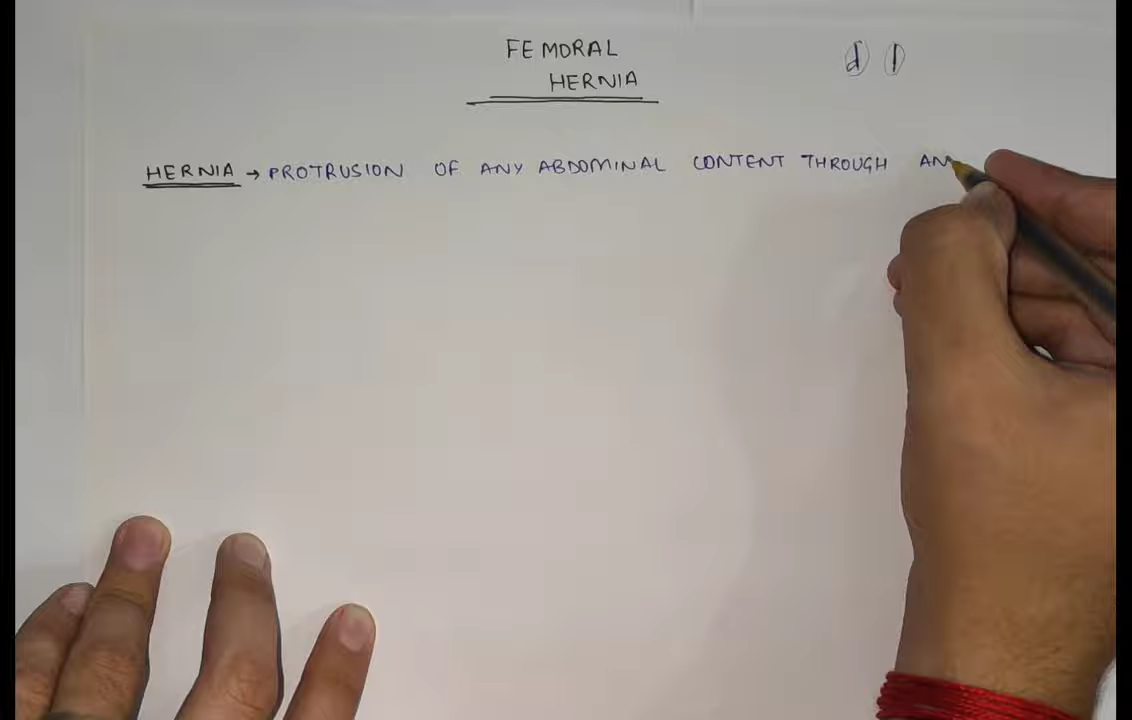 FEMORAL
HERNIA
HERNIA → PROTRUSION OF ANY ABDOMINAL CONTENT THROUGH AN